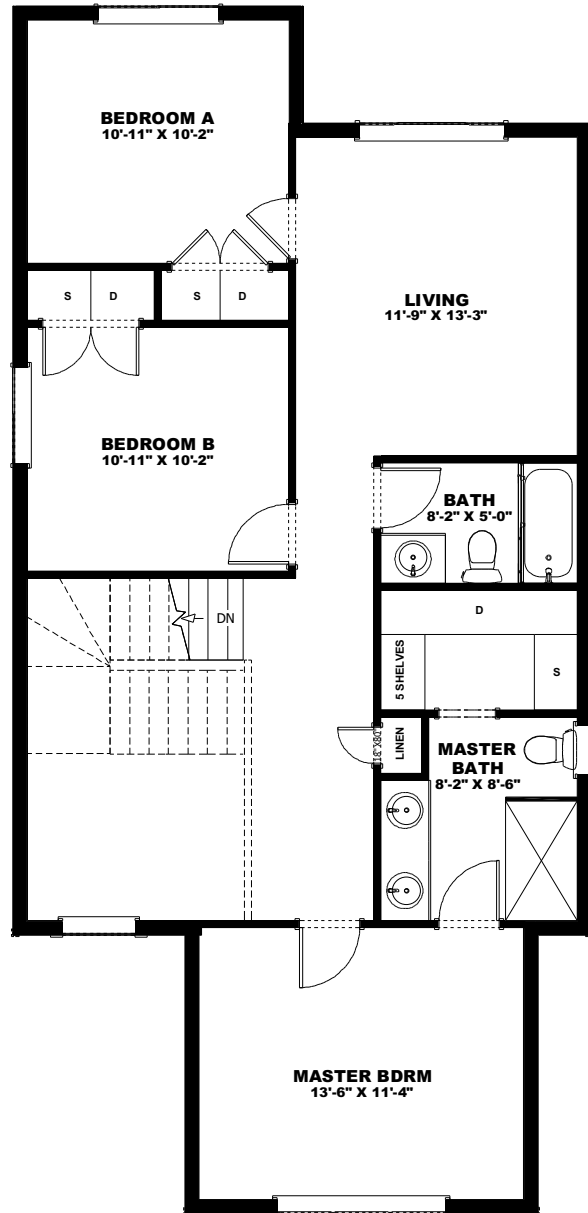 BEDROOM A
10'-11" X 10'-2"
S D
S D
LIVING
11'-9" X 13'-3"
BEDROOM B
10'-11" X 10'-2"
BATH
8'-2" X 5'-0"
DN
D
5 SHELVES
S
LINEN
MASTER
BATH
8'-2" X 8'-6"
MASTER BDRM
13'-6" X 11'-4"